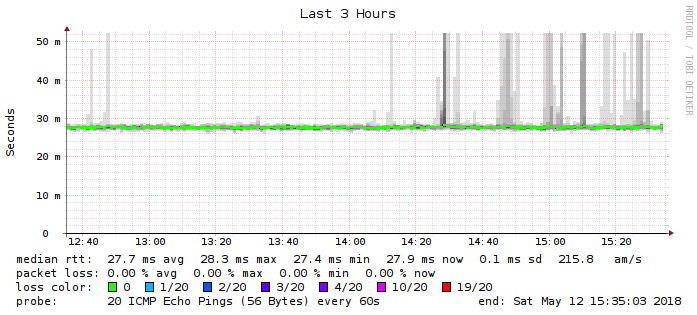 Last 3 Hours
RRDTOOL / TOBI OETIKER
Seconds
50 m
40 m
30 m
20 m
10 m
0
12:40 13:00 13:20 13:40 14:00 14:20 14:40 15:00 15:20
median rtt: 27.7 ms avg 28.3 ms max 27.4 ms min 27.9 ms now 0.1 ms sd 215.8 am/s
packet loss: 0.00 % avg 0.00 % max 0.00 % min 0.00 % now
loss color: 0 1/20 2/20 3/20 4/20 10/20 19/20
probe: 20 ICMP Echo Pings (56 Bytes) every 60s end: Sat May 12 15:35:03 2018